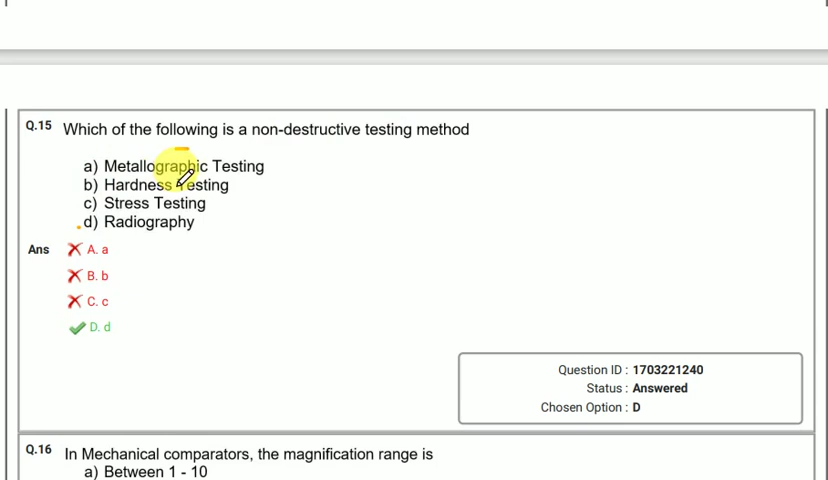 Q.15 Which of the following is a non-destructive testing method
a) Metallographic Testing
b) Hardness Testing
c) Stress Testing
d) Radiography
Ans A. a
B. b
C. c
D. d
Question ID : 1703221240
Status : Answered
Chosen Option : D
Q.16 In Mechanical comparators, the magnification range is
a) Between 1 - 10